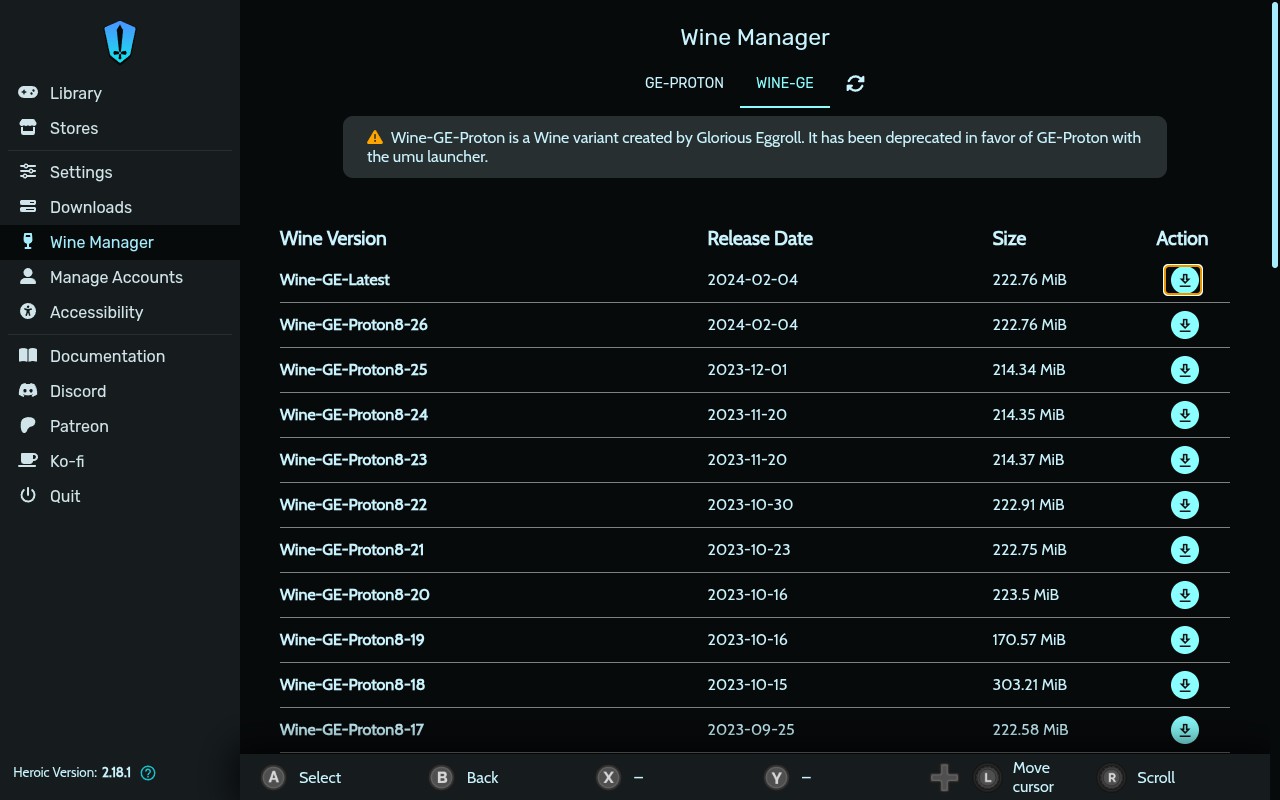 Wine Manager
GE-PROTON
WINE-GE
Wine-GE-Proton is a Wine variant created by Glorious Eggroll. It has been deprecated in favor of GE-Proton with
the umu launcher.
Library
Stores
Settings
Downloads
Wine Manager
Manage Accounts
Accessibility
Documentation
Discord
Patreon
Ko-fi
Quit
Heroic Version: 2.18.1
Wine Version Release Date Size Action
Wine-GE-Latest 2024-02-04 222.76 MiB
Wine-GE-Proton8-26 2024-02-04 222.76 MiB
Wine-GE-Proton8-25 2023-12-01 214.34 MiB
Wine-GE-Proton8-24 2023-11-20 214.35 MiB
Wine-GE-Proton8-23 2023-11-20 214.37 MiB
Wine-GE-Proton8-22 2023-10-30 222.91 MiB
Wine-GE-Proton8-21 2023-10-23 222.75 MiB
Wine-GE-Proton8-20 2023-10-16 223.5 MiB
Wine-GE-Proton8-19 2023-10-16 170.57 MiB
Wine-GE-Proton8-18 2023-10-15 303.21 MiB
Wine-GE-Proton8-17 2023-09-25 222.58 MiB
A Select B Back X – Y – L Move
cursor
R Scroll